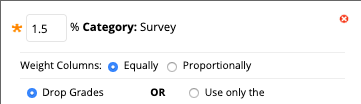 * 1.5 % Category: Survey
Weight Columns: Equally Proportionally
Drop Grades OR Use only the